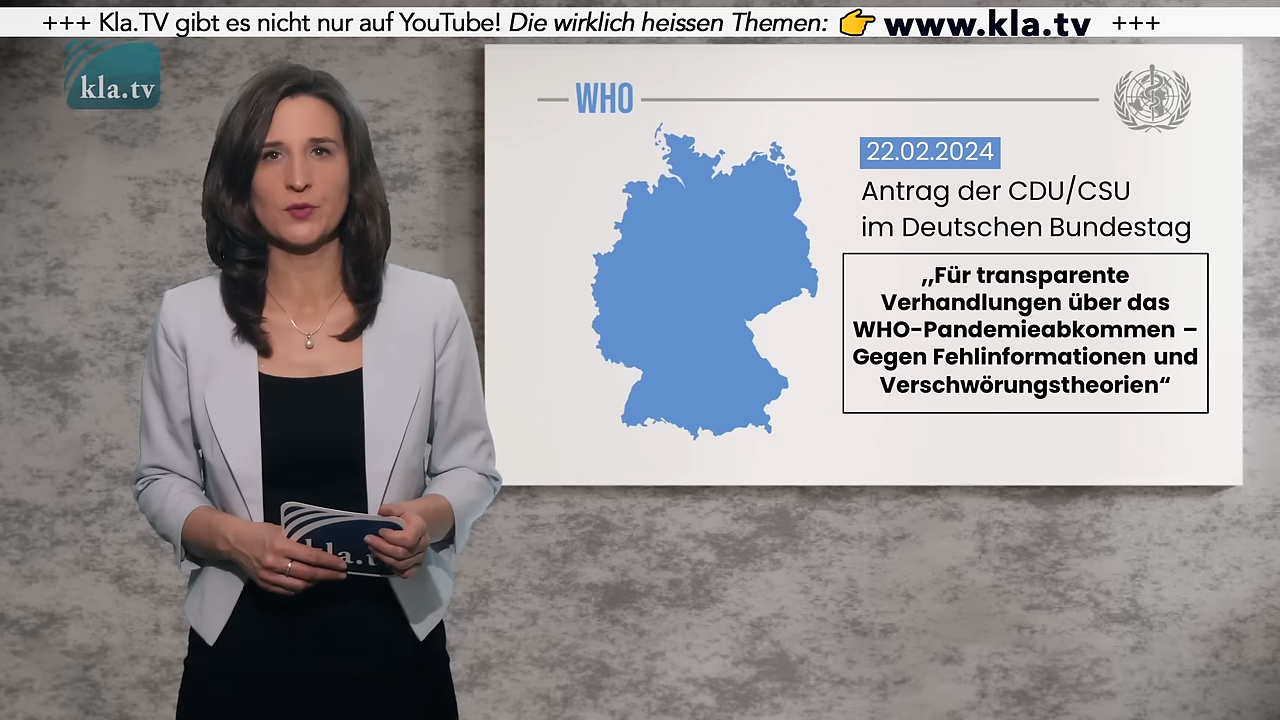 +++ Kla.TV gibt es nicht nur auf YouTube! Die wirklich heissen Themen: 👉 www.kla.tv +++
kla.tv
WHO
22.02.2024
Antrag der CDU/CSU
im Deutschen Bundestag
,,Für transparente
Verhandlungen über das
WHO-Pandemieabkommen –
Gegen Fehlinformationen und
Verschwörungstheorien“
kla.t